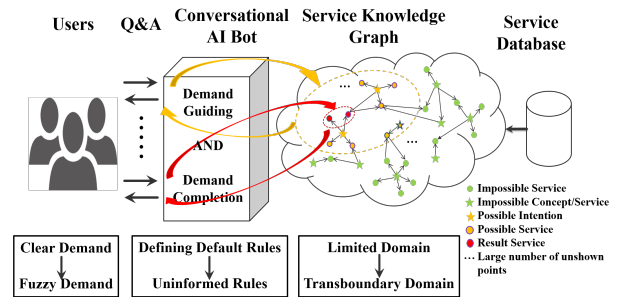 Users
Q&A
Conversational
AI Bot
Service Knowledge
Graph
Service
Database
Demand
Guiding
AND
Demand
Completion
...
...
Impossible Service
Impossible Concept/Service
Possible Intention
Possible Service
Result Service
... Large number of unshown
points
Clear Demand
Fuzzy Demand
Defining Default Rules
Uninformed Rules
Limited Domain
Transboundary Domain